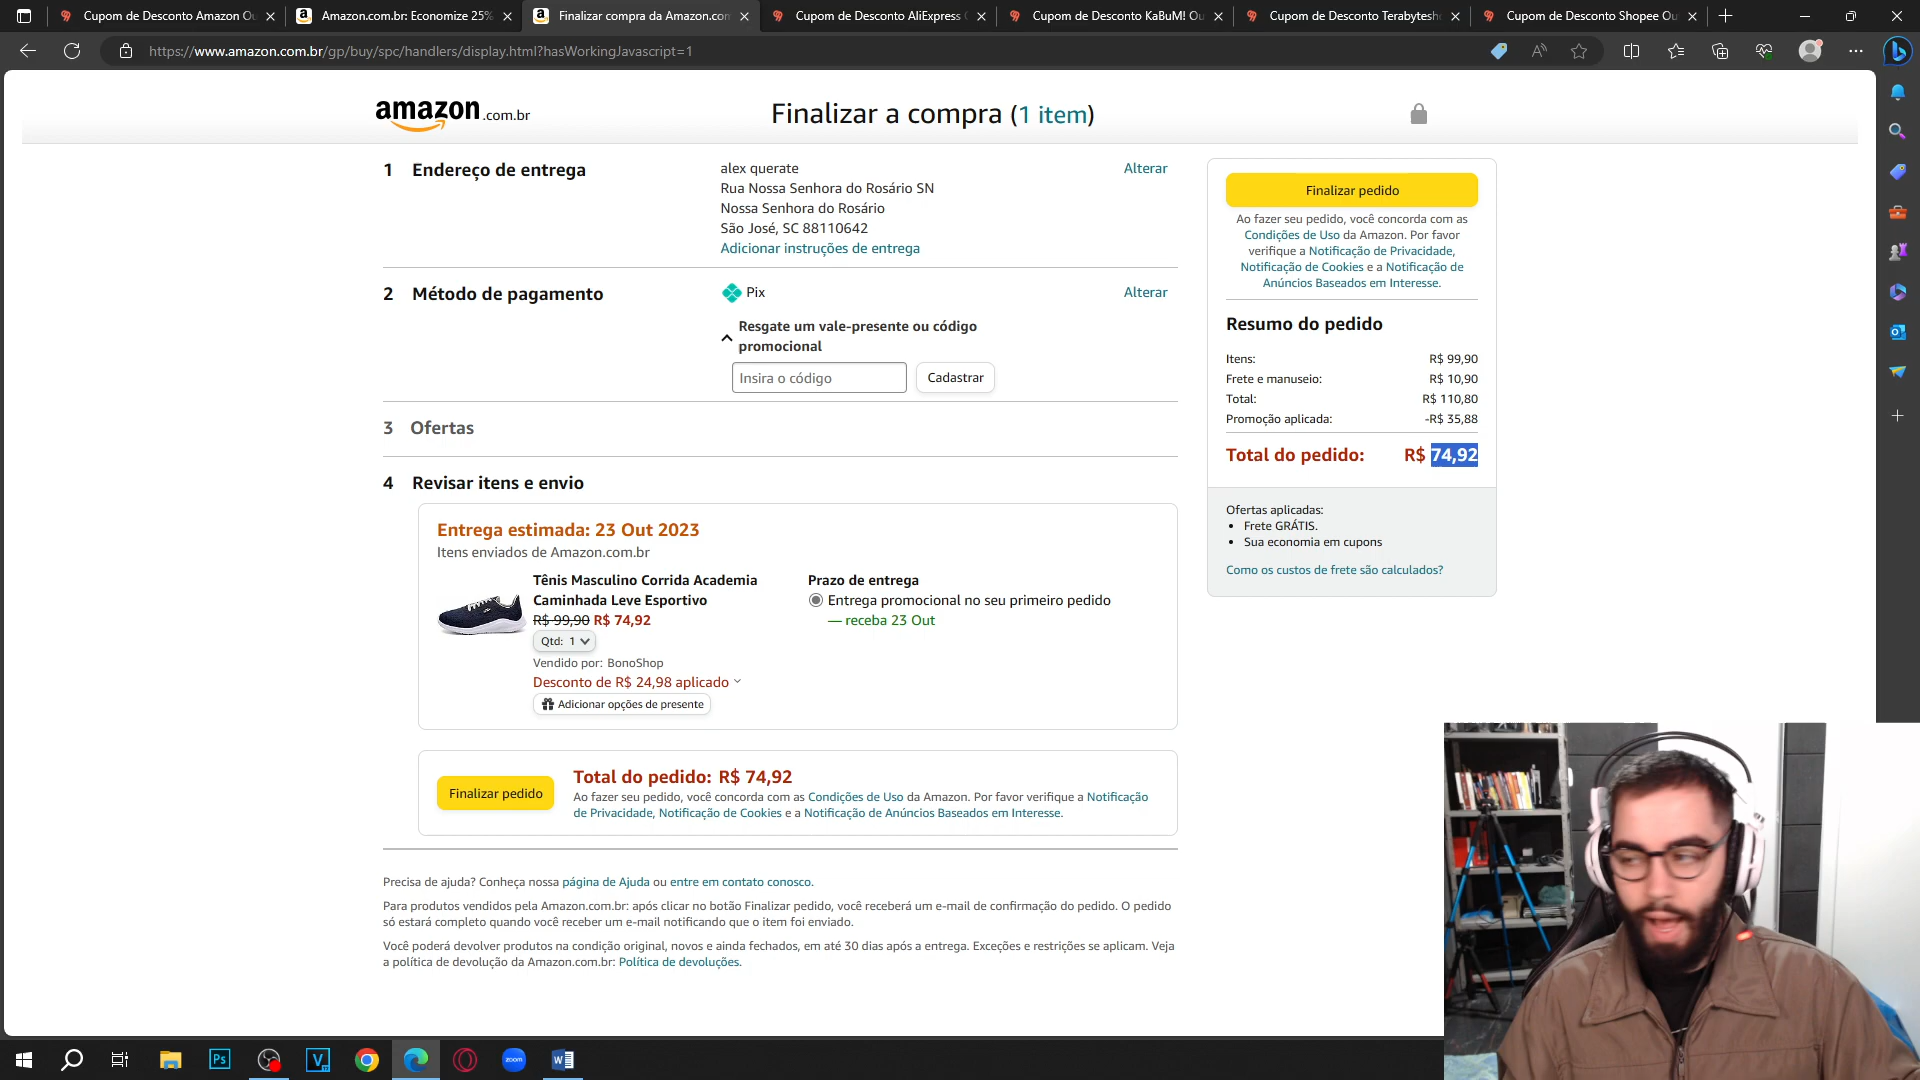 Cupom de Desconto Amazon Ou
Amazon.com.br: Economize 25%
Finalizar compra da Amazon.com
Cupom de Desconto AliExpress
Cupom de Desconto KaBuM! Ou
Cupom de Desconto Terabytesh
Cupom de Desconto Shopee Ou
https://www.amazon.com.br/gp/buy/spc/handlers/display.html?hasWorkingJavascript=1
amazon.com.br
Finalizar a compra (1 item)
1 Endereço de entrega
alex querate
Alterar
Rua Nossa Senhora do Rosário SN
Nossa Senhora do Rosário
São José, SC 88110642
Adicionar instruções de entrega
2 Método de pagamento
Pix
Alterar
Resgate um vale-presente ou código
promocional
Insira o código
Cadastrar
3 Ofertas
4 Revisar itens e envio
Entrega estimada: 23 Out 2023
Itens enviados de Amazon.com.br
Tênis Masculino Corrida Academia
Caminhada Leve Esportivo
R$ 99,90 R$ 74,92
Qtd: 1
Vendido por: BonoShop
Desconto de R$ 24,98 aplicado
Adicionar opções de presente
Prazo de entrega
Entrega promocional no seu primeiro pedido
— receba 23 Out
Finalizar pedido
Total do pedido: R$ 74,92
Ao fazer seu pedido, você concorda com as Condições de Uso da Amazon. Por favor verifique a Notificação
de Privacidade, Notificação de Cookies e a Notificação de Anúncios Baseados em Interesse.
Precisa de ajuda? Conheça nossa página de Ajuda ou entre em contato conosco.
Para produtos vendidos pela Amazon.com.br: após clicar no botão Finalizar pedido, você receberá um e-mail de confirmação do pedido. O pedido
só estará completo quando você receber um e-mail notificando que o item foi enviado.
Você poderá devolver produtos na condição original, novos e ainda fechados, em até 30 dias após a entrega. Exceções e restrições se aplicam. Veja
a política de devolução da Amazon.com.br: Política de devoluções.
Finalizar pedido
Ao fazer seu pedido, você concorda com as
Condições de Uso da Amazon. Por favor
verifique a Notificação de Privacidade,
Notificação de Cookies e a Notificação de
Anúncios Baseados em Interesse.
Resumo do pedido
Itens: R$ 99,90
Frete e manuseio: R$ 10,90
Total: R$ 110,80
Promoção aplicada: -R$ 35,88
Total do pedido: R$ 74,92
Ofertas aplicadas:
• Frete GRÁTIS.
• Sua economia em cupons
Como os custos de frete são calculados?
Ps
V
zoom
W